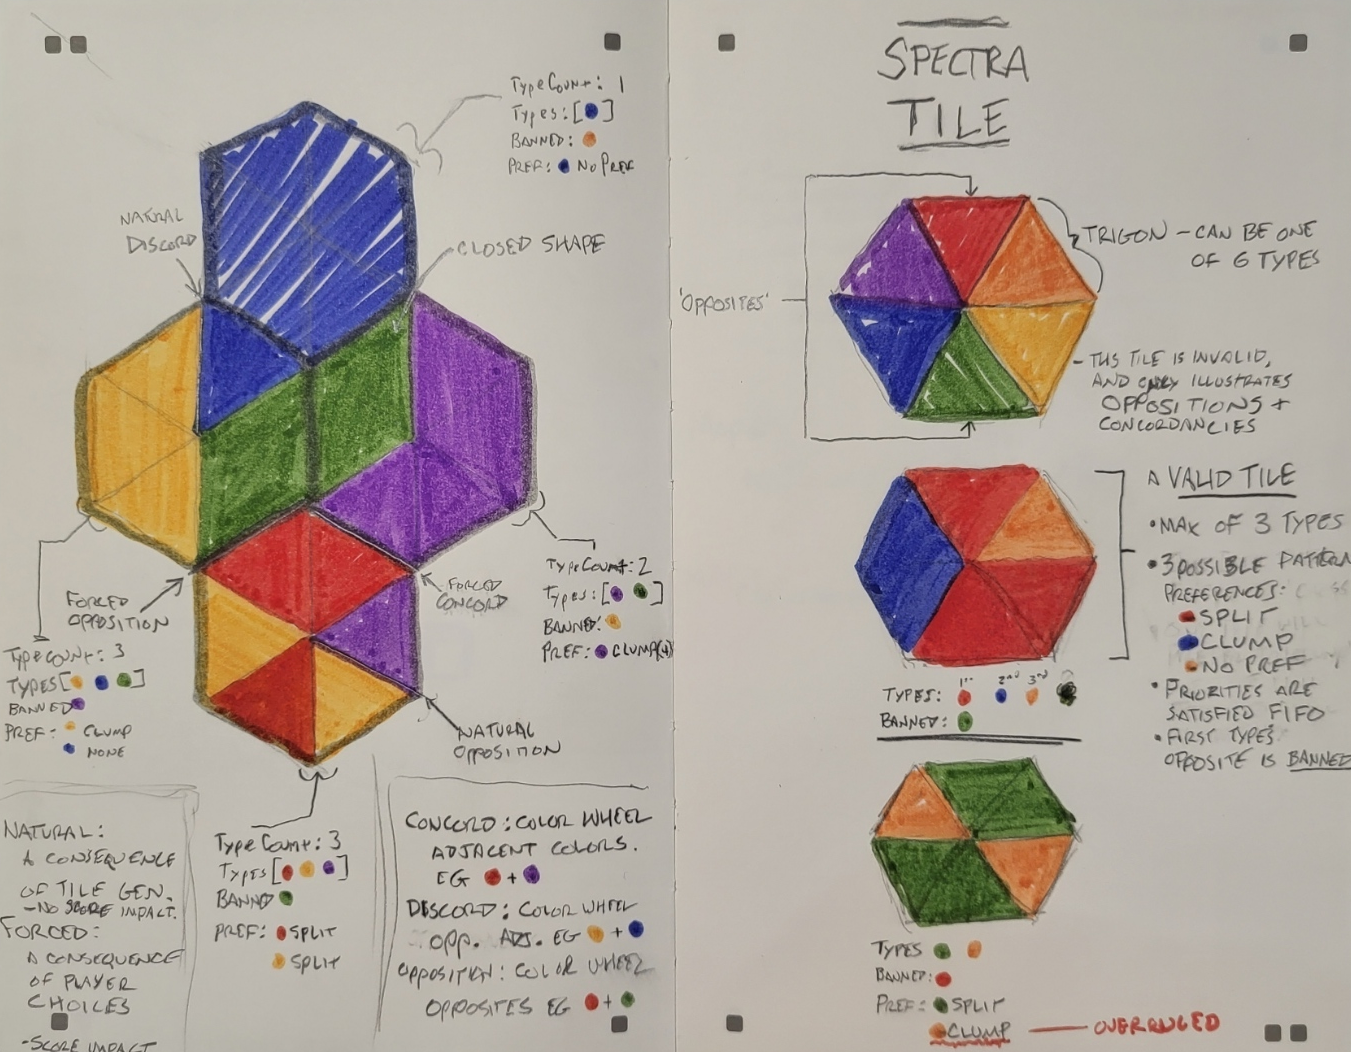 TypeCount: 1
Types: [ ]
BANNED:
PREF: NO PREF
NATURAL
DISCORD
CLOSED SHAPE
FORCED
OPPOSITION
FORCED
CONCORD
TypeCount: 2
Types: [ ]
BANNED:
PREF: CLUMP(4)
TypeCount: 3
TYPES[ ]
BANNED
PREF: CLUMP
NONE
NATURAL
OPPOSITION
NATURAL:
A CONSEQUENCE
OF TILE GEN.
-NO SCORE IMPACT.
FORCED:
A CONSEQUENCE
OF PLAYER
CHOICES
-SCORE IMPACT
TypeCount: 3
TYPES[ ]
BANND
PREF: SPLIT
SPLIT
CONCORD: COLOR WHEEL
ADJACENT COLORS.
EG +
DISCORD: COLOR WHEEL
OPP. ADJ. EG +
OPPOSITION: COLOR WHEEL
OPPOSITES EG +
SPECTRA
TILE
'OPPOSITES'
TRIGON - CAN BE ONE
OF 6 TYPES
- THIS TILE IS INVALID,
AND ONLY ILLUSTRATES
OPPOSITIONS +
CONCORDANCIES
A VALID TILE
• MAX OF 3 TYPES
• 3 POSSIBLE PATTERN
PREFERENCES:
SPLIT
CLUMP
NO PREF
• PRIORITIES ARE
SATISFIED FIFO
• FIRST TYPES
OPPOSITE IS BANNED
1st 2nd 3rd
TYPES:
BANNED:
TYPES
BANNED:
PREF: SPLIT
CLUMP — OVERRULED